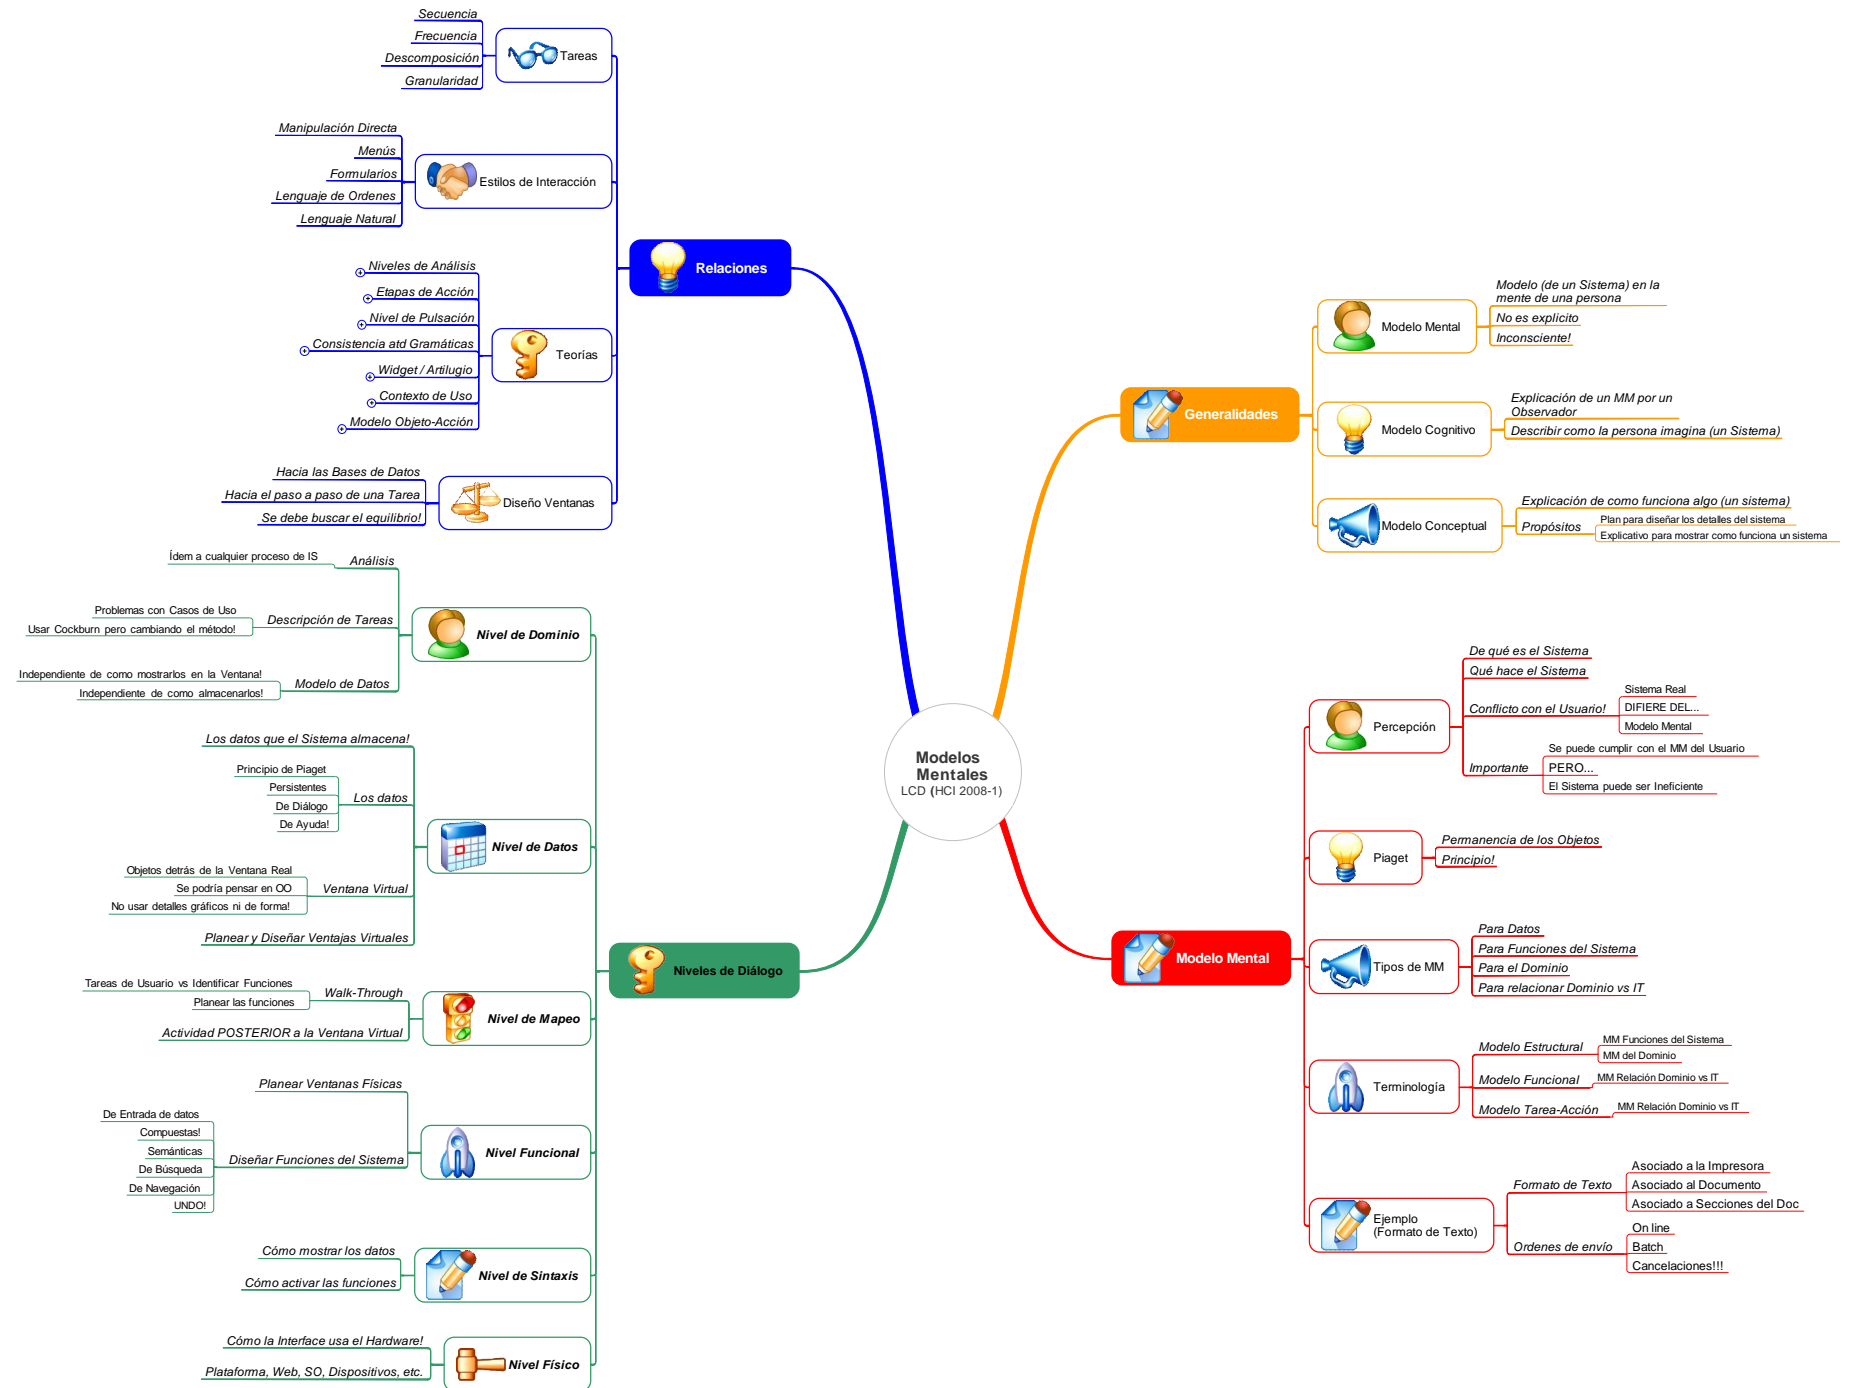 Modelos
Mentales
LCD (HCI 2008-1)
Relaciones
Tareas
Secuencia
Frecuencia
Descomposición
Granularidad
Estilos de Interacción
Manipulación Directa
Menús
Formularios
Lenguaje de Ordenes
Lenguaje Natural
Teorías
Niveles de Análisis
Etapas de Acción
Nivel de Pulsación
Consistencia atd Gramáticas
Widget / Artilugio
Contexto de Uso
Modelo Objeto-Acción
Diseño Ventanas
Hacia las Bases de Datos
Hacia el paso a paso de una Tarea
Se debe buscar el equilibrio!
Generalidades
Modelo Mental
Modelo (de un Sistema) en la
mente de una persona
No es explicito
Inconsciente!
Modelo Cognitivo
Explicación de un MM por un
Observador
Describir como la persona imagina (un Sistema)
Modelo Conceptual
Explicación de como funciona algo (un sistema)
Propósitos
Plan para diseñar los detalles del sistema
Explicativo para mostrar como funciona un sistema
Modelo Mental
Percepción
De qué es el Sistema
Qué hace el Sistema
Conflicto con el Usuario!
Sistema Real
DIFIERE DEL...
Modelo Mental
Importante
Se puede cumplir con el MM del Usuario
PERO...
El Sistema puede ser Ineficiente
Piaget
Permanencia de los Objetos
Principio!
Tipos de MM
Para Datos
Para Funciones del Sistema
Para el Dominio
Para relacionar Dominio vs IT
Terminología
Modelo Estructural
MM Funciones del Sistema
MM del Dominio
Modelo Funcional
MM Relación Dominio vs IT
Modelo Tarea-Acción
MM Relación Dominio vs IT
Ejemplo
(Formato de Texto)
Formato de Texto
Asociado a la Impresora
Asociado al Documento
Asociado a Secciones del Doc
Ordenes de envío
On line
Batch
Cancelaciones!!!
Niveles de Diálogo
Nivel de Dominio
Análisis
Ídem a cualquier proceso de IS
Descripción de Tareas
Problemas con Casos de Uso
Usar Cockburn pero cambiando el método!
Modelo de Datos
Independiente de como mostrarlos en la Ventana!
Independiente de como almacenarlos!
Nivel de Datos
Los datos que el Sistema almacena!
Los datos
Principio de Piaget
Persistentes
De Diálogo
De Ayuda!
Ventana Virtual
Objetos detrás de la Ventana Real
Se podría pensar en OO
No usar detalles gráficos ni de forma!
Planear y Diseñar Ventajas Virtuales
Nivel de Mapeo
Walk-Through
Tareas de Usuario vs Identificar Funciones
Planear las funciones
Actividad POSTERIOR a la Ventana Virtual
Nivel Funcional
Planear Ventanas Físicas
Diseñar Funciones del Sistema
De Entrada de datos
Compuestas!
Semánticas
De Búsqueda
De Navegación
UNDO!
Nivel de Sintaxis
Cómo mostrar los datos
Cómo activar las funciones
Nivel Físico
Cómo la Interface usa el Hardware!
Plataforma, Web, SO, Dispositivos, etc.